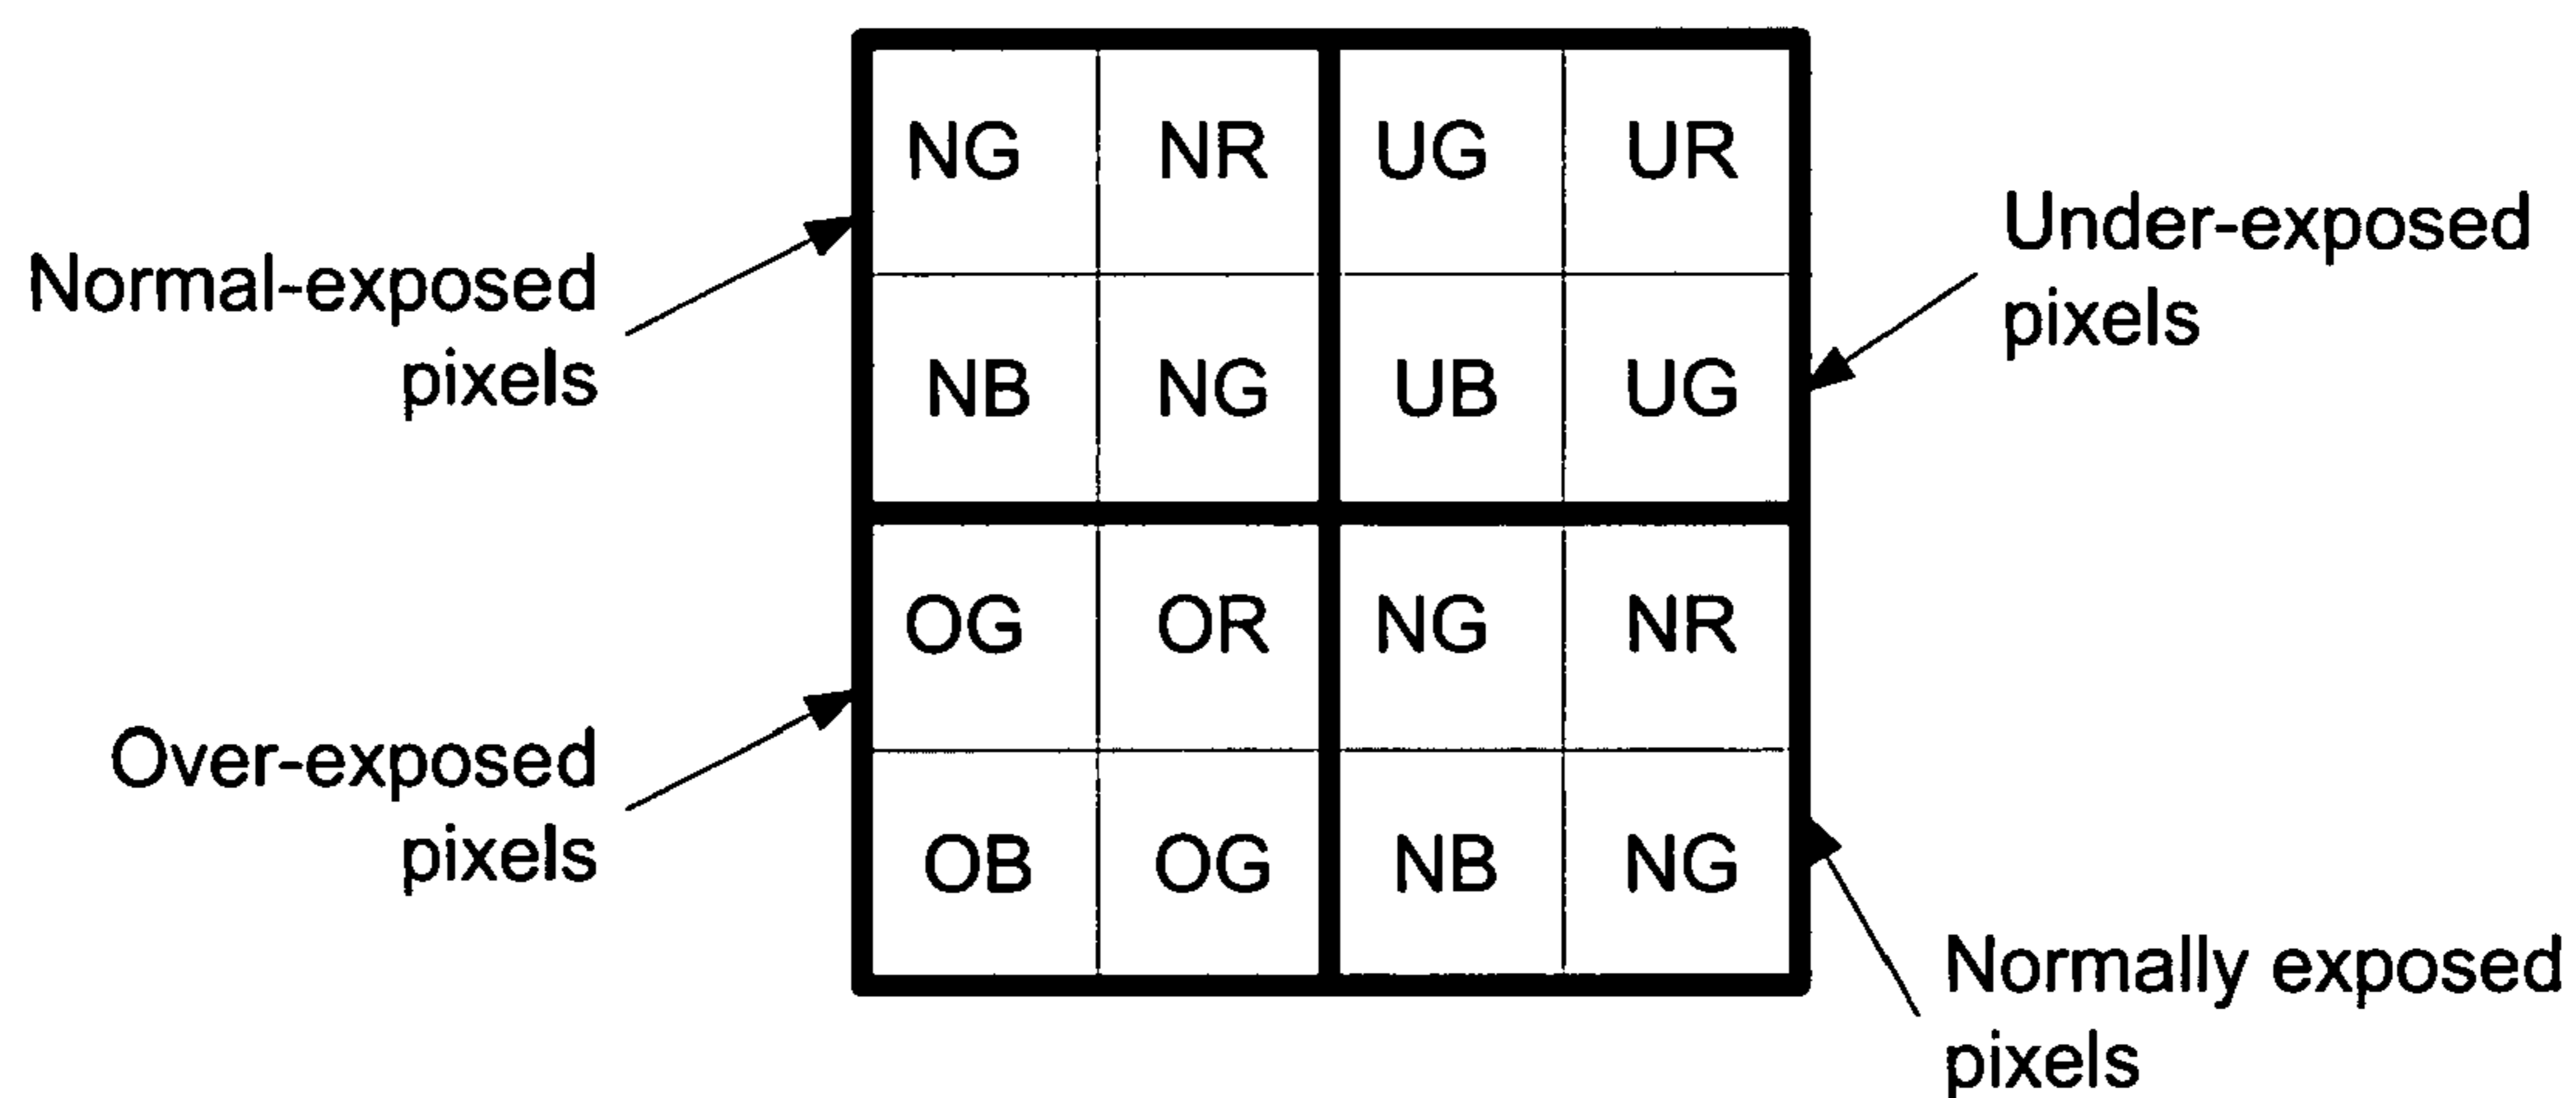 NG NR UG UR
Under-exposed
pixels
Normal-exposed
pixels
NB NG UB UG
OG OR NG NR
Over-exposed
pixels
OB OG NB NG
Normally exposed
pixels